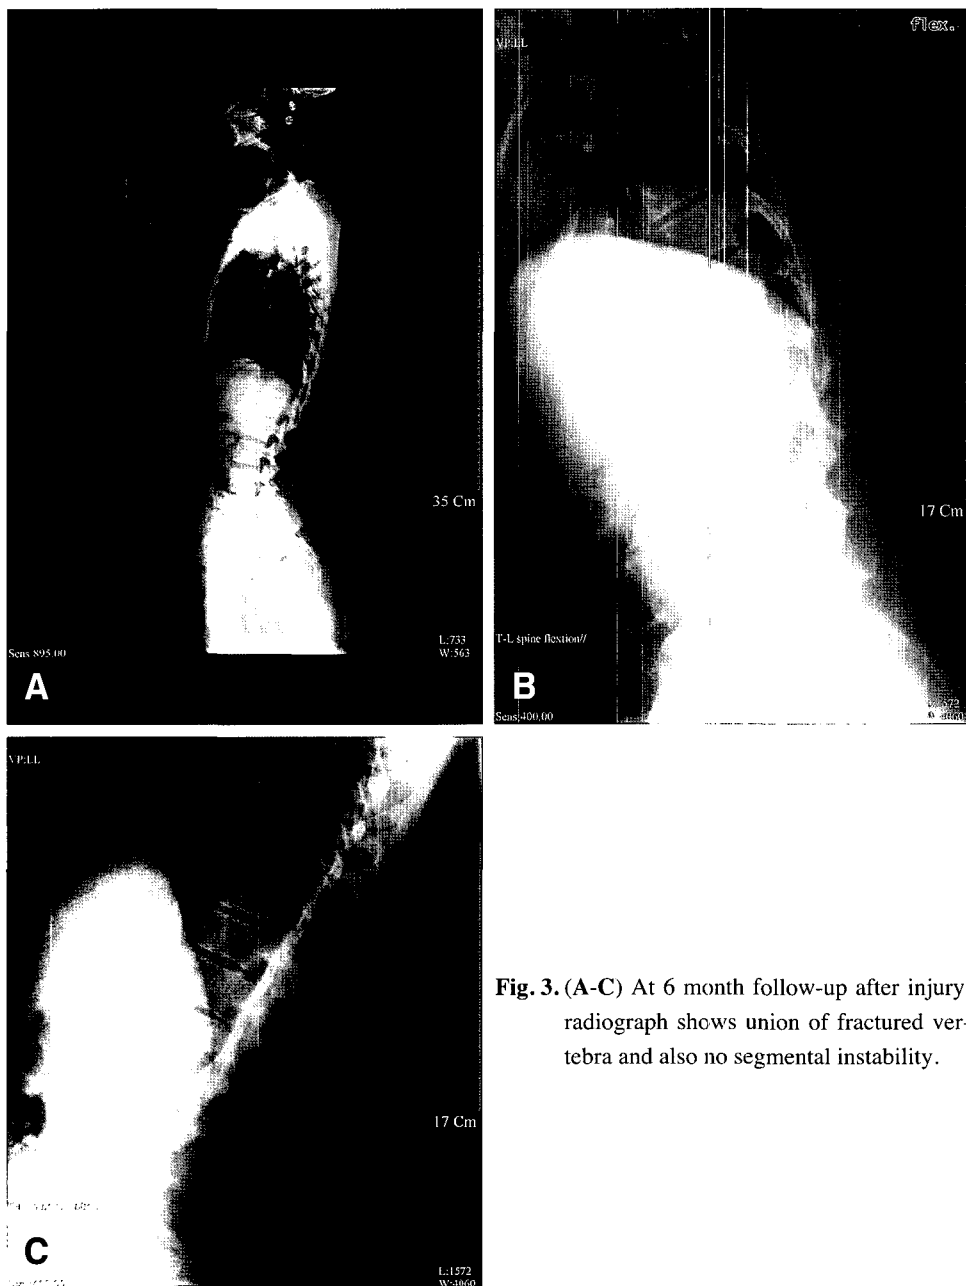 flex.
VP:LL
35 Cm
L:733
W:563
Sens 895.00
A
17 Cm
T-L spine flextion//
Sens 400.00
B
VP:LL
17 Cm
C
L:1572
W:4060
Fig. 3. (A-C) At 6 month follow-up after injury
radiograph shows union of fractured ver-
tebra and also no segmental instability.